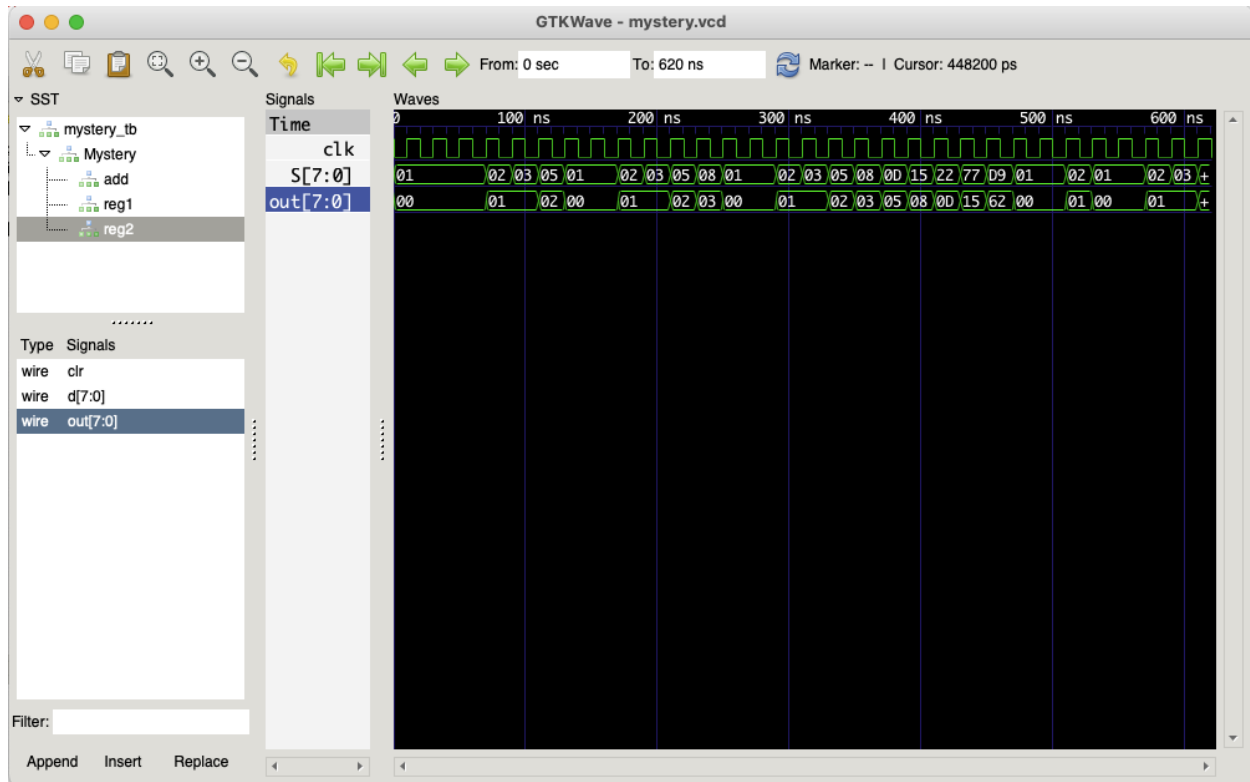 GTKWave - mystery.vcd
From: 0 sec To: 620 ns Marker: -- | Cursor: 448200 ps
SST
mystery_tb
Mystery
add
reg1
reg2
Type Signals
wire clr
wire d[7:0]
wire out[7:0]
Filter:
Append Insert Replace
Signals
Time
clk
S[7:0]
out[7:0]
Waves
0 100 ns 200 ns 300 ns 400 ns 500 ns 600 ns
01 02 03 05 01 02 03 05 08 01 02 03 05 08 0D 15 22 77 D9 01 02 01 02 03 +
00 01 02 00 01 02 03 00 01 02 03 05 08 0D 15 62 00 01 00 01 +